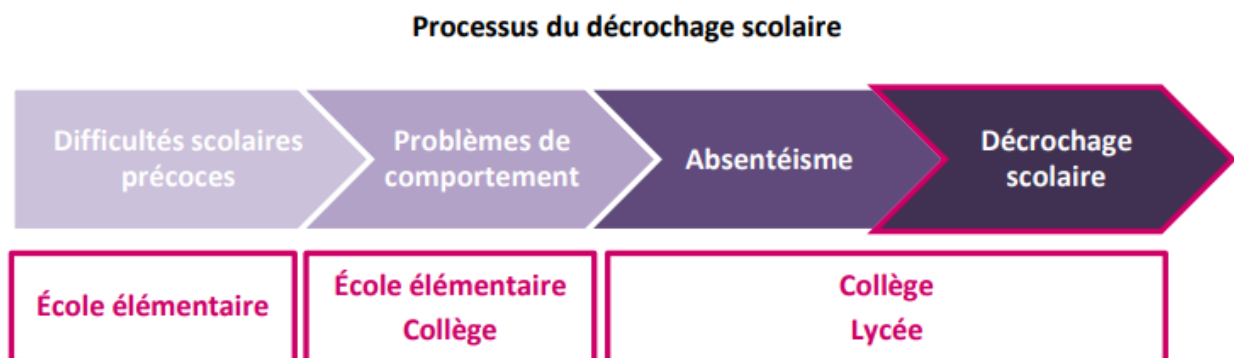 Processus du décrochage scolaire
Difficultés scolaires
précoces
Problèmes de
comportement
Absentéisme
Décrochage
scolaire
École élémentaire
École élémentaire
Collège
Collège
Lycée